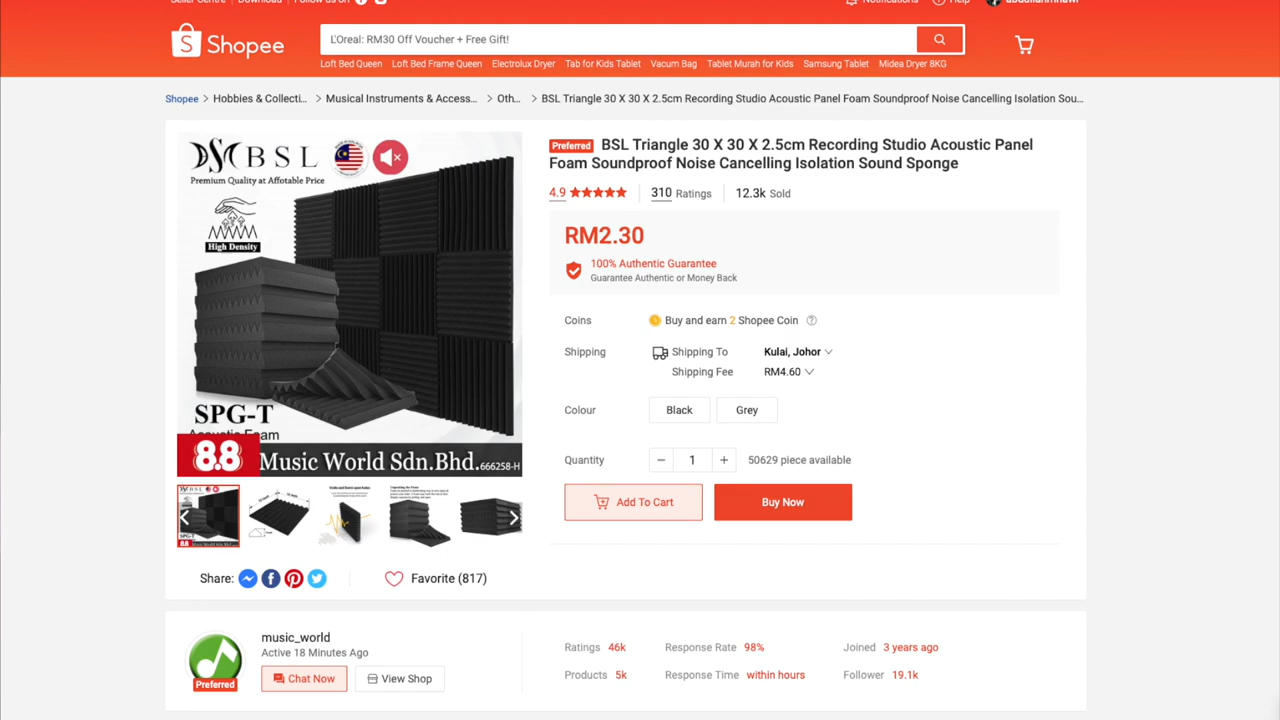 Seller Centre Download Follow us on
Notifications Help
Shopee
L'Oreal: RM30 Off Voucher + Free Gift!
Loft Bed Queen Loft Bed Frame Queen Electrolux Dryer Tab for Kids Tablet Vacum Bag Tablet Murah for Kids Samsung Tablet Midea Dryer 8KG
Shopee > Hobbies & Collecti... > Musical Instruments & Access... > Oth... > BSL Triangle 30 X 30 X 2.5cm Recording Studio Acoustic Panel Foam Soundproof Noise Cancelling Isolation Sou...
BSL
Premium Quality at Affotable Price
High Density
SPG-T
Acoustic Foam
8.8
Music World Sdn.Bhd.666258-H
Preferred BSL Triangle 30 X 30 X 2.5cm Recording Studio Acoustic Panel
Foam Soundproof Noise Cancelling Isolation Sound Sponge
4.9 310 Ratings 12.3k Sold
RM2.30
100% Authentic Guarantee
Guarantee Authentic or Money Back
Coins Buy and earn 2 Shopee Coin
Shipping Shipping To Kulai, Johor
Shipping Fee RM4.60
Colour Black Grey
Quantity − 1 + 50629 piece available
Add To Cart Buy Now
SPG-T
8.8
Share: Favorite (817)
music_world
Active 18 Minutes Ago
Preferred
Chat Now View Shop
Ratings 46k Response Rate 98% Joined 3 years ago
Products 5k Response Time within hours Follower 19.1k